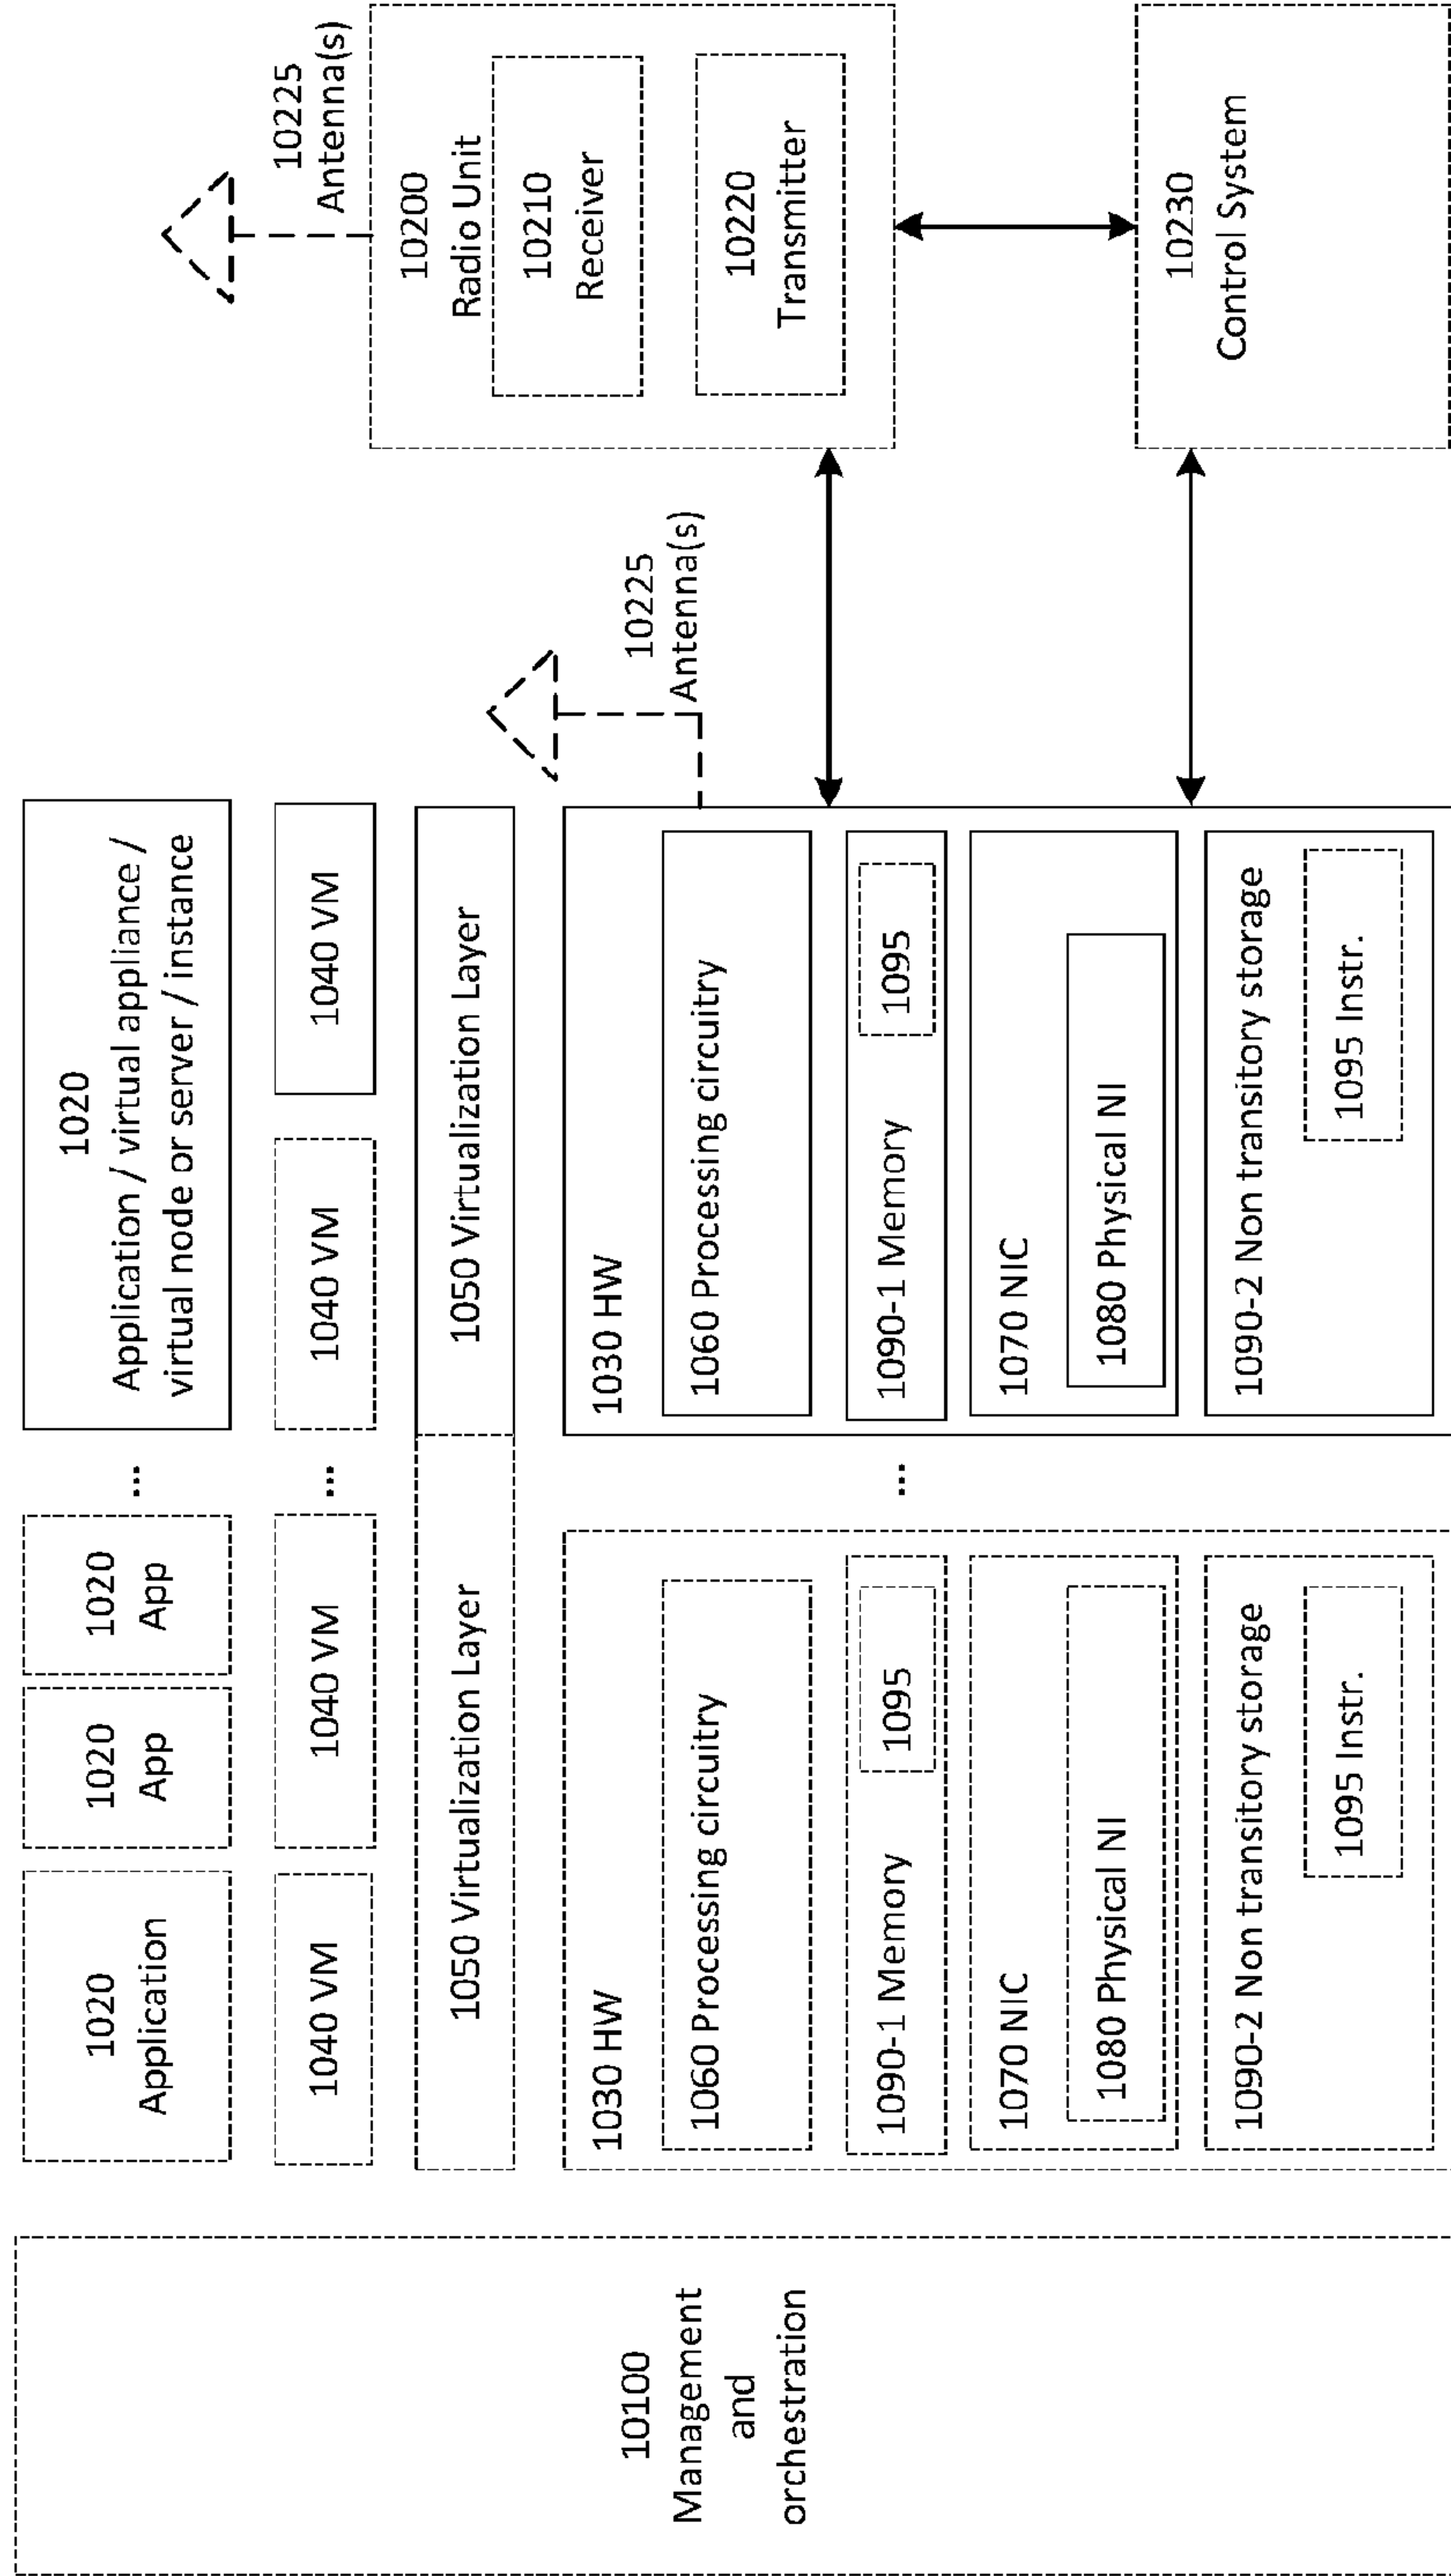 10100
Management
and
orchestration
1020
Application
1020
App
1020
App
...
1020
Application / virtual appliance /
virtual node or server / instance
1040 VM
1040 VM
...
1040 VM
1040 VM
1050 Virtualization Layer
1050 Virtualization Layer
1030 HW
1060 Processing circuitry
1090-1 Memory
1095
1070 NIC
1080 Physical NI
1090-2 Non transitory storage
1095 Instr.
...
1030 HW
1060 Processing circuitry
1090-1 Memory
1095
1070 NIC
1080 Physical NI
1090-2 Non transitory storage
1095 Instr.
10225
Antenna(s)
10225
Antenna(s)
10200
Radio Unit
10210
Receiver
10220
Transmitter
10230
Control System